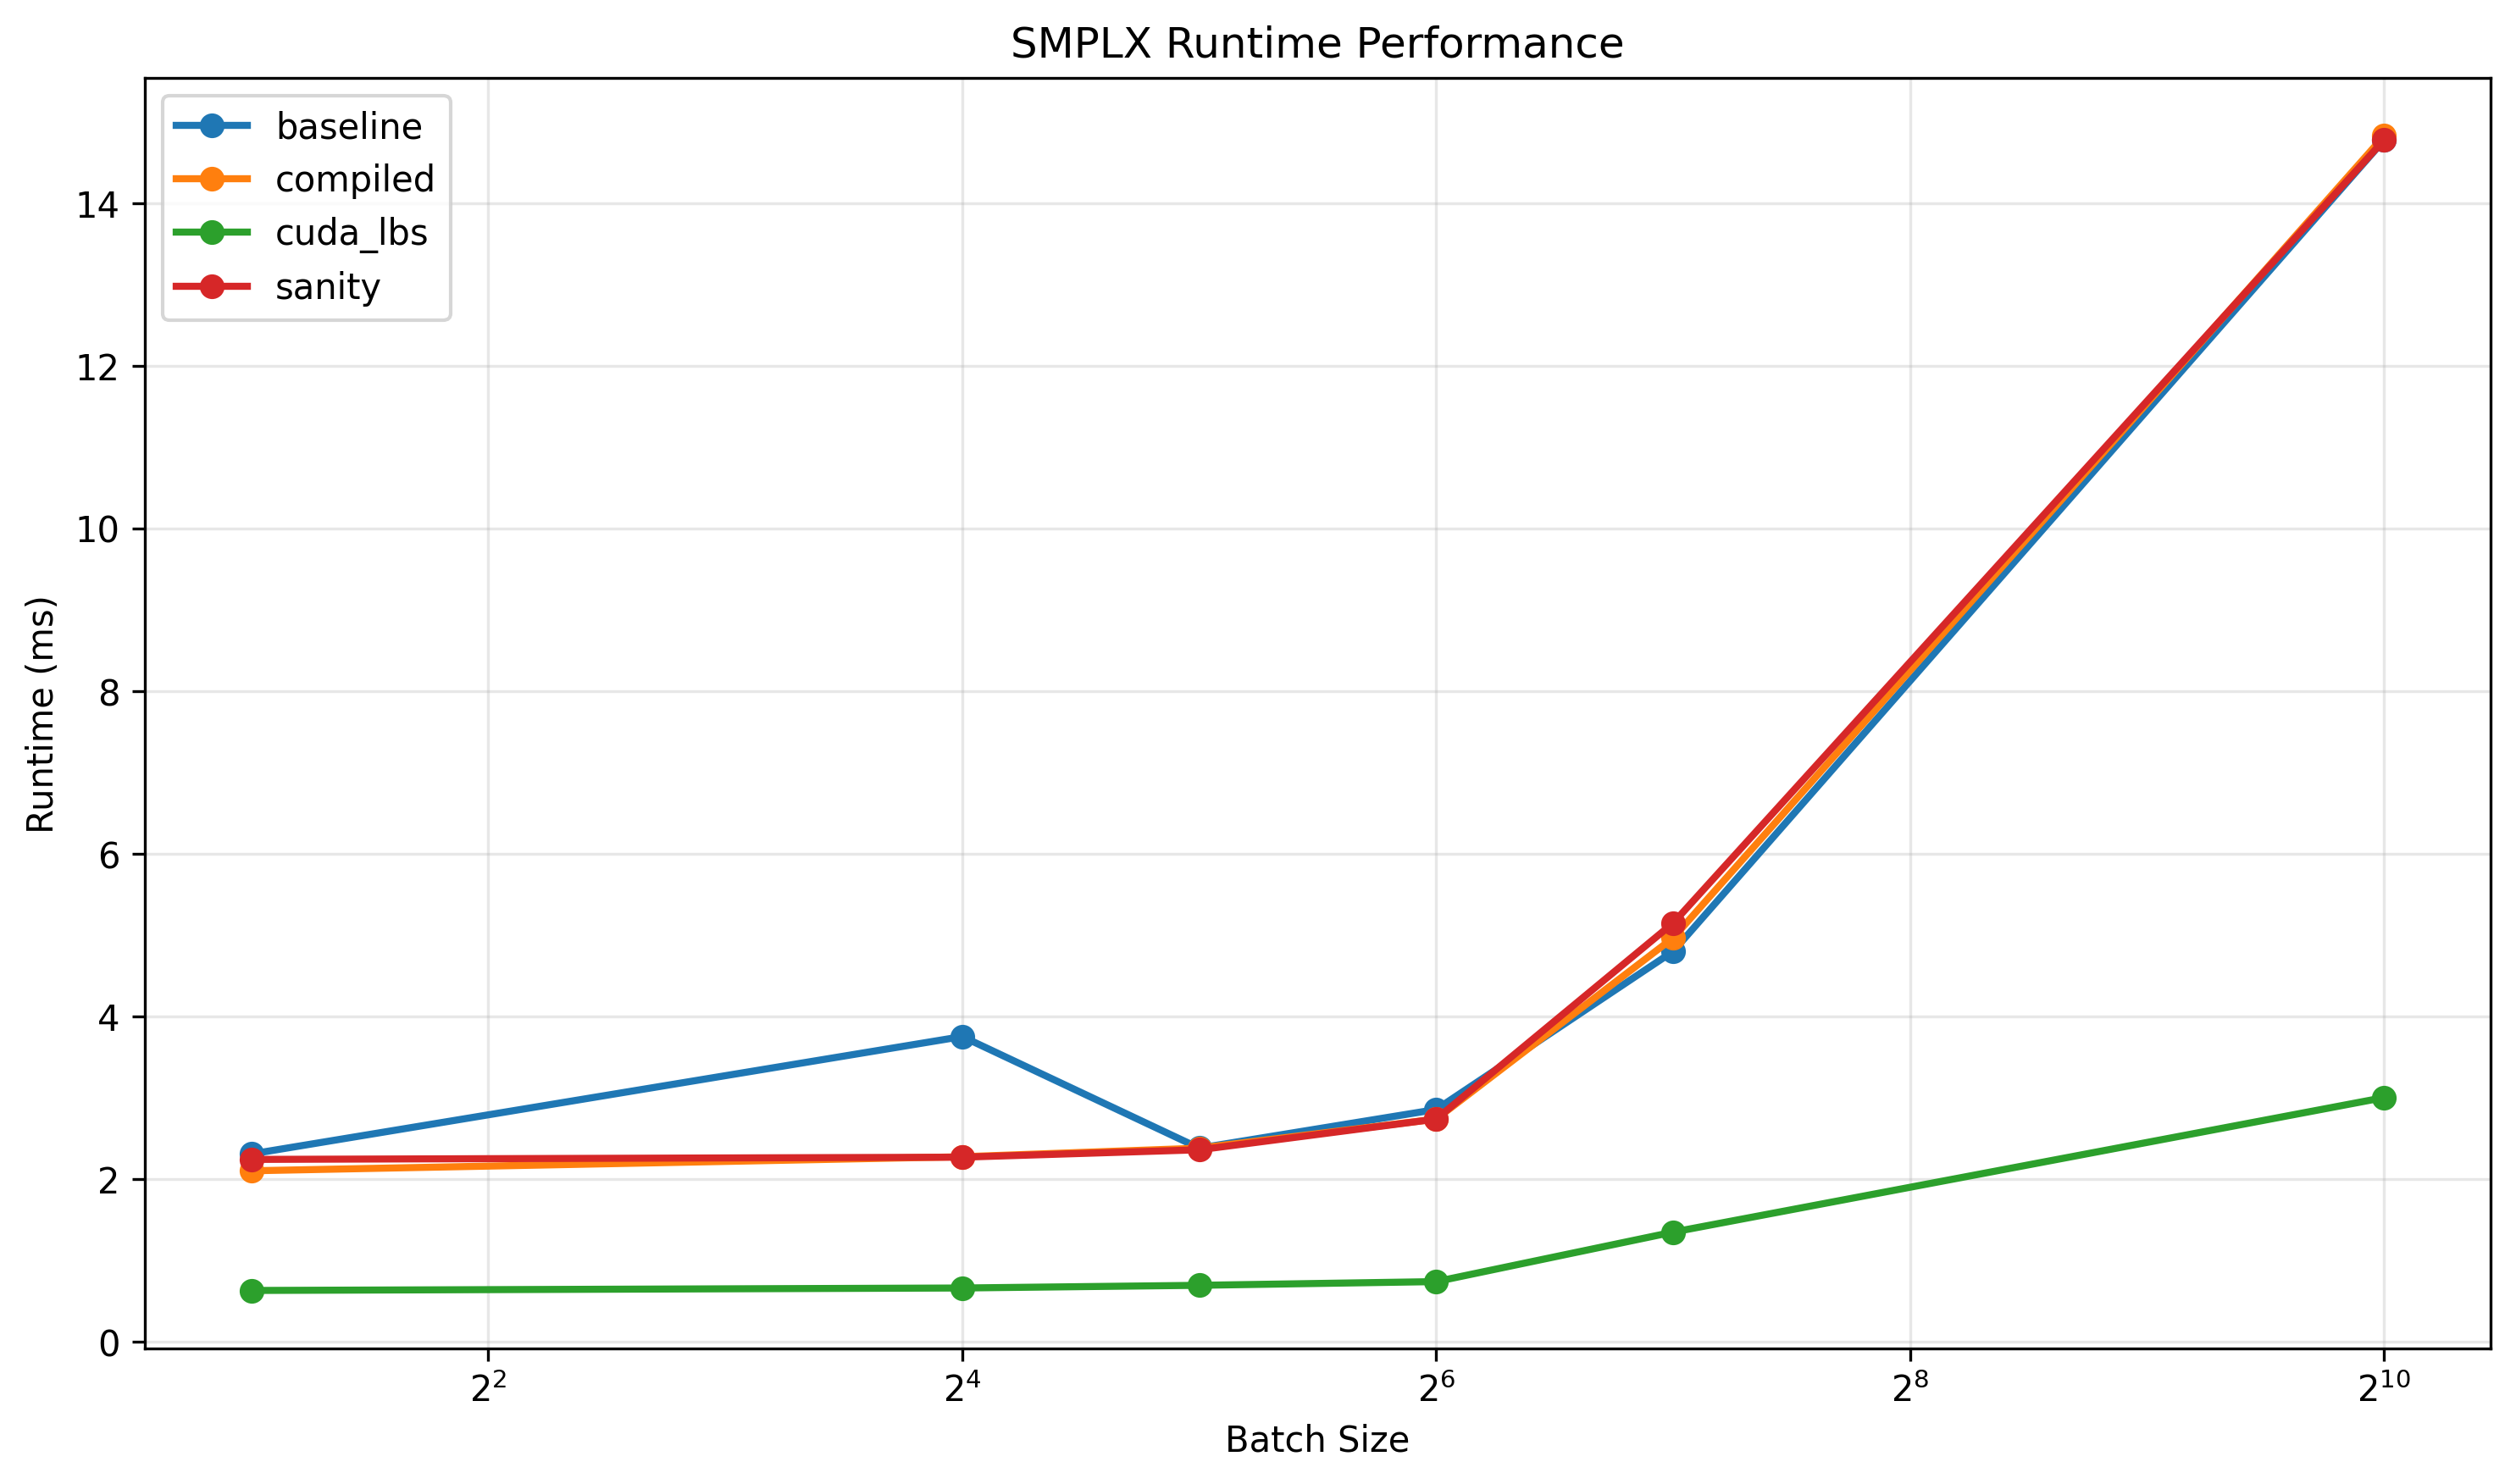 SMPLX Runtime Performance
baseline
compiled
cuda_lbs
sanity
Runtime (ms)
14
12
10
8
6
4
2
0
2² 2⁴ 2⁶ 2⁸ 2¹⁰
Batch Size